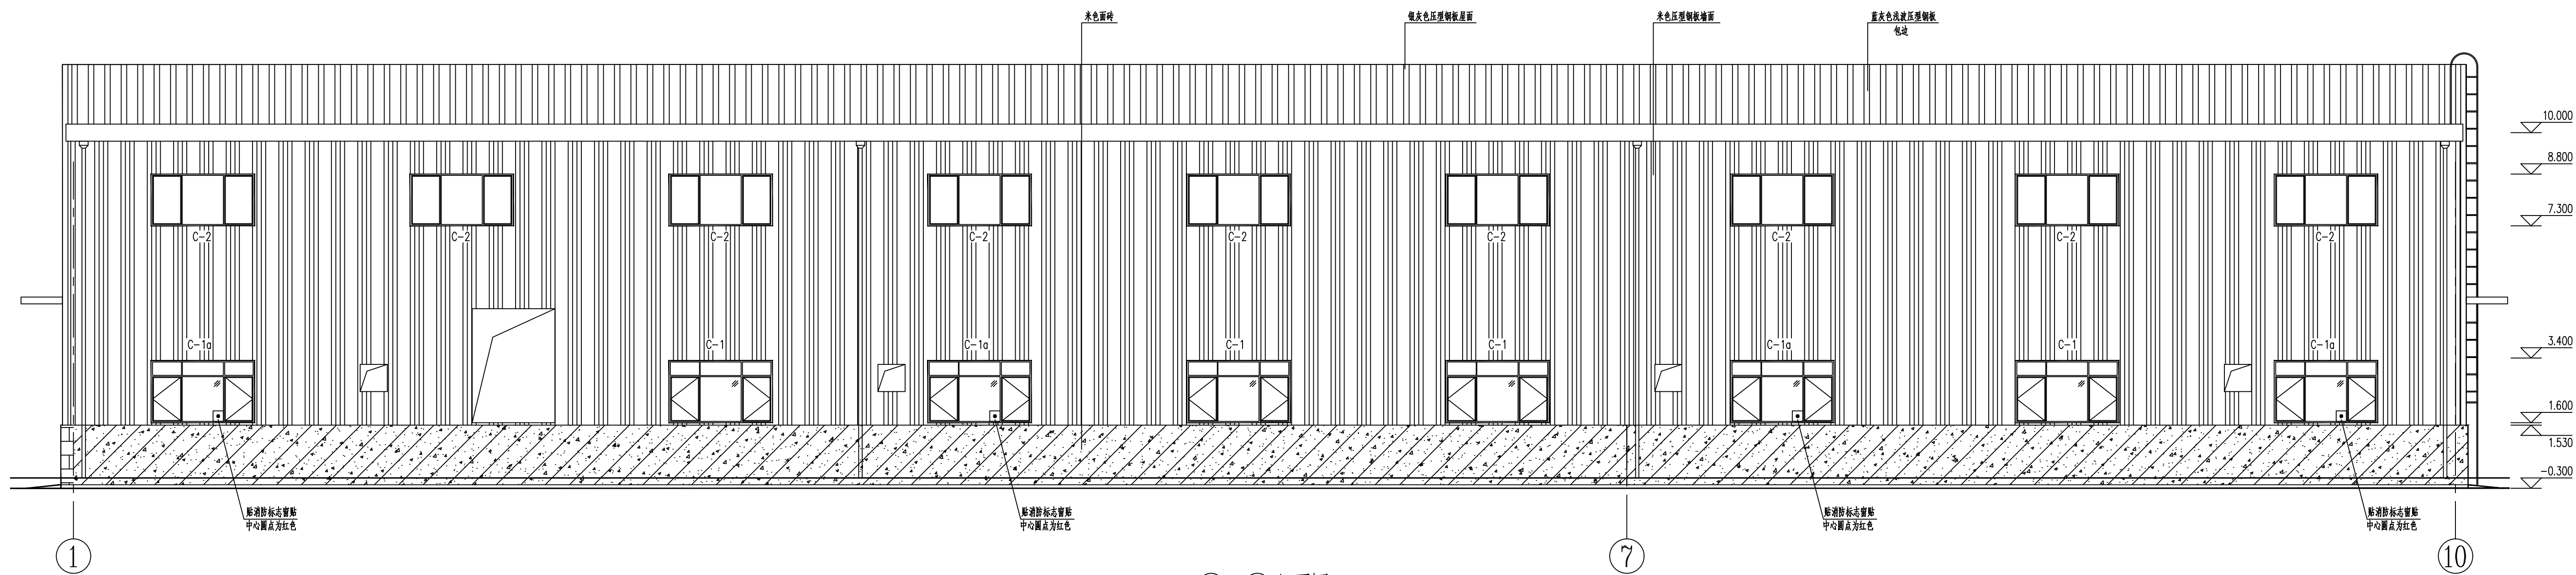 米色面砖
银灰色压型钢板屋面
米色压型钢板墙面
蓝灰色浅波压型钢板
包边
10.000
8.800
7.300
3.400
1.600
1.530
-0.300
C-2
C-2
C-2
C-2
C-2
C-2
C-2
C-2
C-2
C-1a
C-1
C-1a
C-1
C-1
C-1a
C-1
C-1a
贴消防标志窗贴
中心圆点为红色
贴消防标志窗贴
中心圆点为红色
贴消防标志窗贴
中心圆点为红色
贴消防标志窗贴
中心圆点为红色
1
7
10